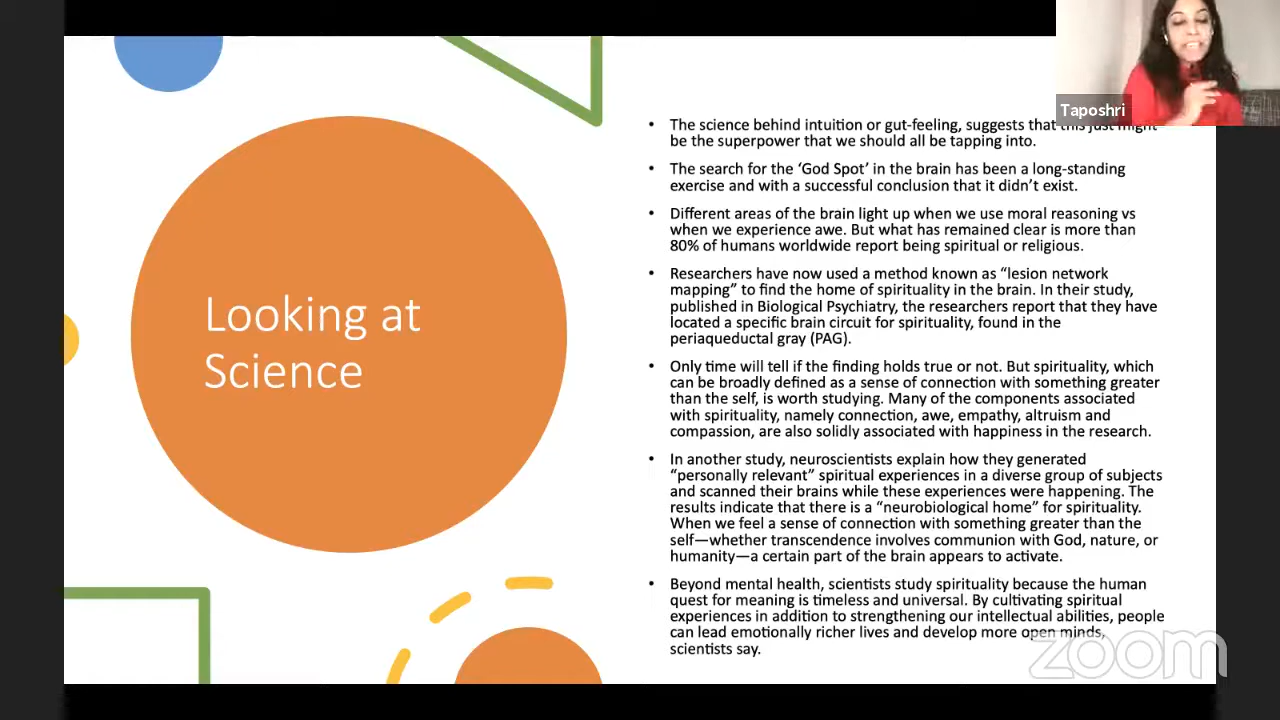 Taposhri
Looking at
Science
• The science behind intuition or gut-feeling, suggests that this just might
be the superpower that we should all be tapping into.
• The search for the ‘God Spot’ in the brain has been a long-standing
exercise and with a successful conclusion that it didn’t exist.
• Different areas of the brain light up when we use moral reasoning vs
when we experience awe. But what has remained clear is more than
80% of humans worldwide report being spiritual or religious.
• Researchers have now used a method known as “lesion network
mapping” to find the home of spirituality in the brain. In their study,
published in Biological Psychiatry, the researchers report that they have
located a specific brain circuit for spirituality, found in the
periaqueductal gray (PAG).
• Only time will tell if the finding holds true or not. But spirituality, which
can be broadly defined as a sense of connection with something greater
than the self, is worth studying. Many of the components associated
with spirituality, namely connection, awe, empathy, altruism and
compassion, are also solidly associated with happiness in the research.
• In another study, neuroscientists explain how they generated
“personally relevant” spiritual experiences in a diverse group of subjects
and scanned their brains while these experiences were happening. The
results indicate that there is a “neurobiological home” for spirituality.
When we feel a sense of connection with something greater than the
self—whether transcendence involves communion with God, nature, or
humanity—a certain part of the brain appears to activate.
• Beyond mental health, scientists study spirituality because the human
quest for meaning is timeless and universal. By cultivating spiritual
experiences in addition to strengthening our intellectual abilities, people
can lead emotionally richer lives and develop more open minds,
scientists say.
zoom